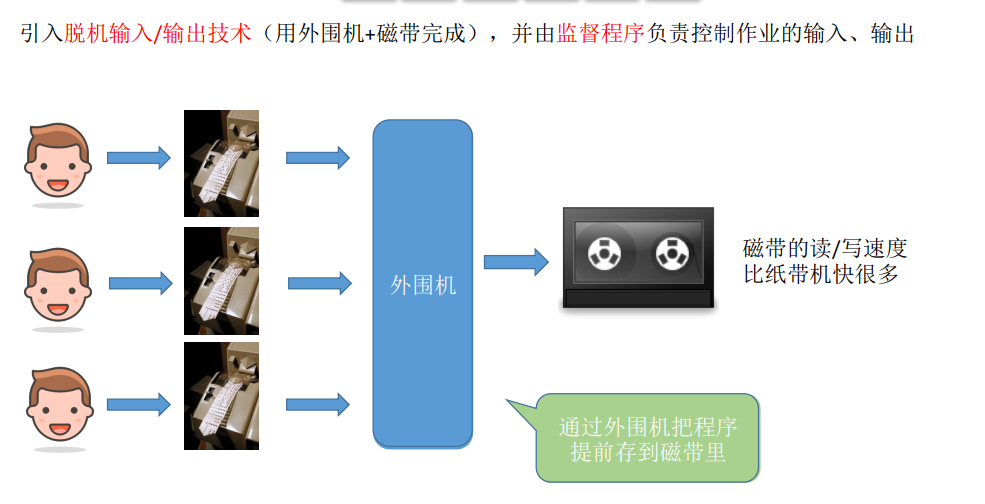 引入脱机输入/输出技术（用外围机+磁带完成），并由监督程序负责控制作业的输入、输出
外围机
磁带的读/写速度
比纸带机快很多
通过外围机把程序
提前存到磁带里